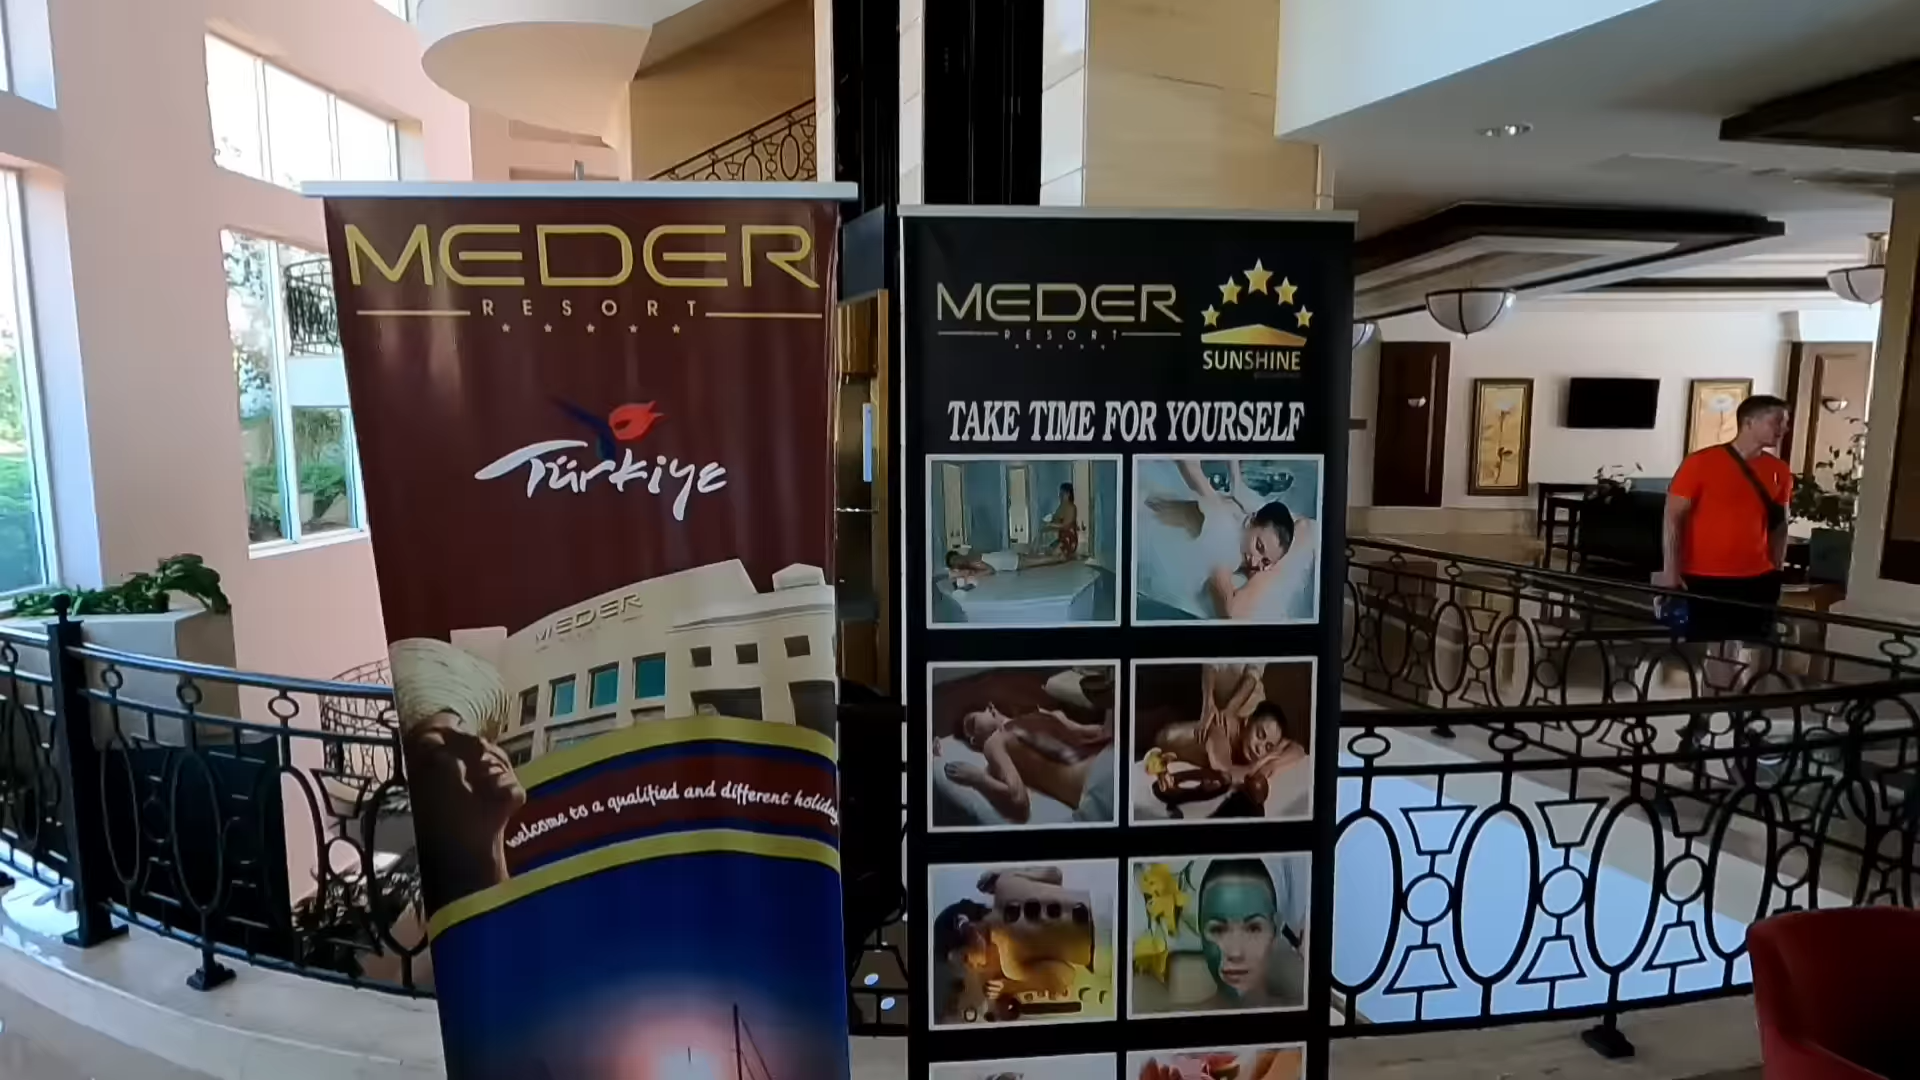 MEDER
RESORT
Türkiye
MEDER
welcome to a qualified and different holiday
MEDER
RESORT
SUNSHINE
TAKE TIME FOR YOURSELF